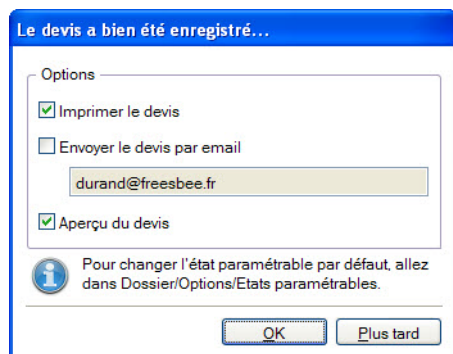 Le devis a bien été enregistré...
Options
Imprimer le devis
Envoyer le devis par email
durand@freesbee.fr
Aperçu du devis
Pour changer l'état paramétrable par défaut, allez
dans Dossier/Options/Etats paramétrables.
OK
Plus tard